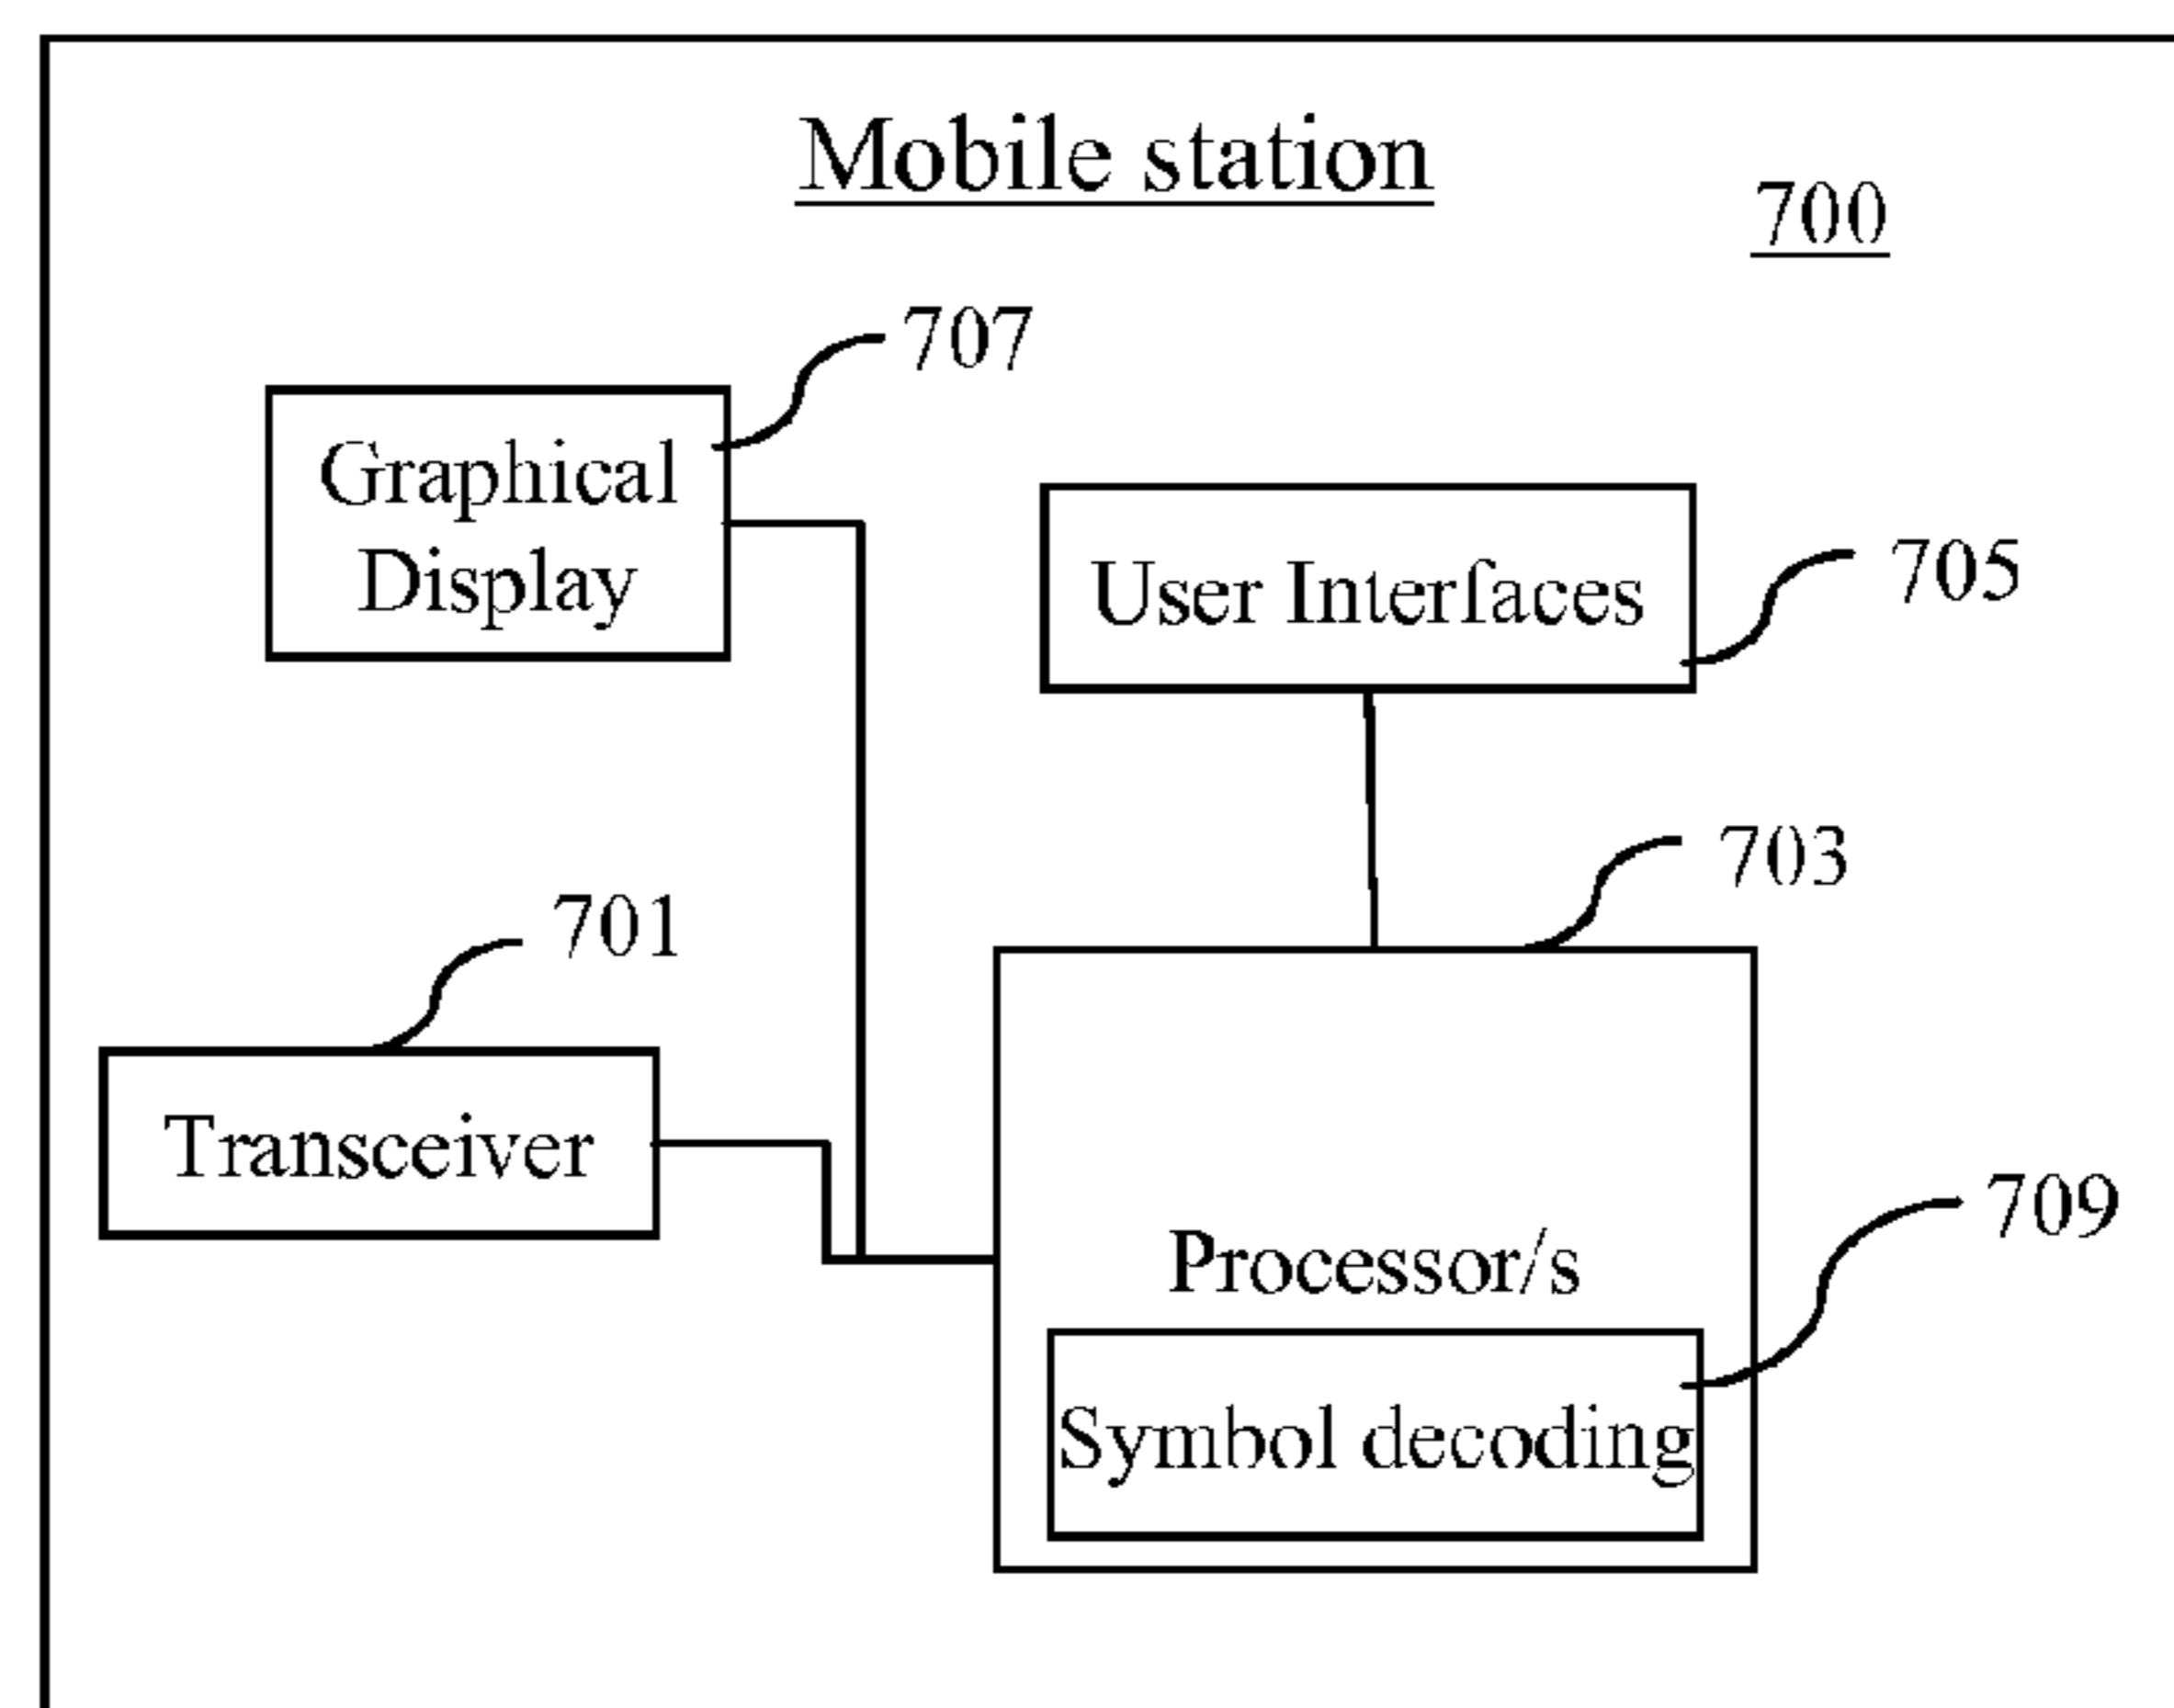 Mobile station
700
707
Graphical
Display
User Interfaces
705
703
701
Transceiver
Processor/s
709
Symbol decoding